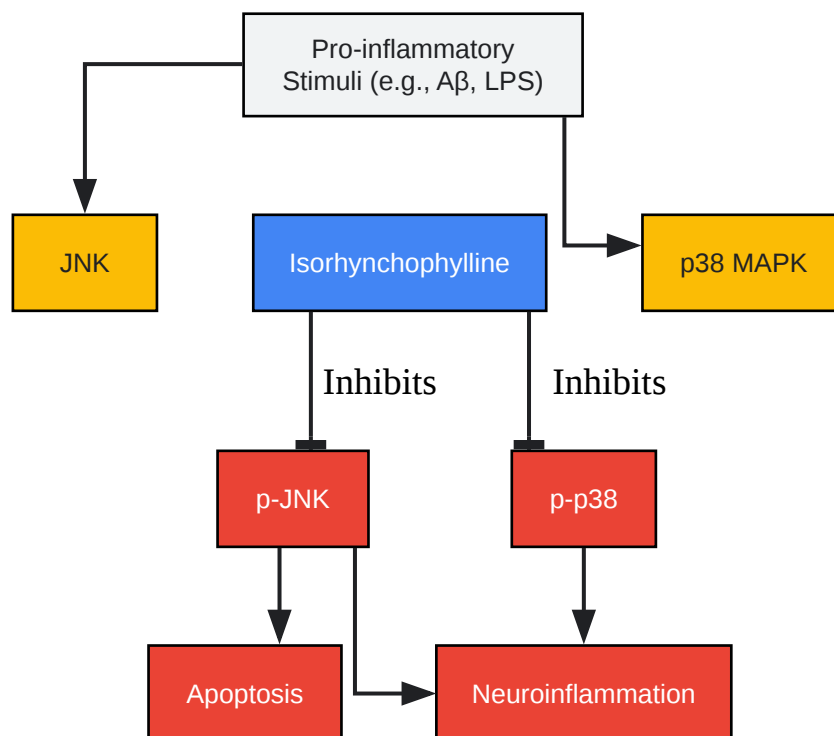 Pro-inflammatory
Stimuli (e.g., Aβ, LPS)
JNK
Isorhynchophylline
p38 MAPK
Inhibits
Inhibits
p-JNK
p-p38
Apoptosis
Neuroinflammation